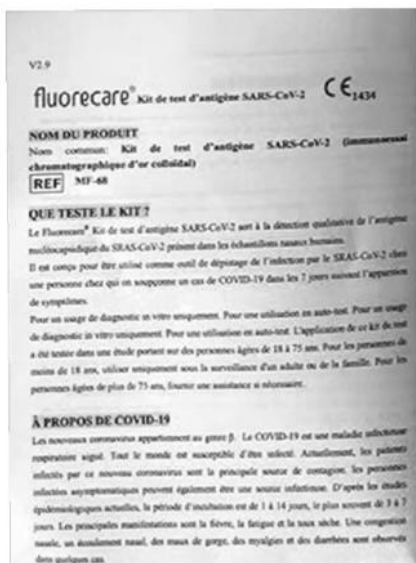 V2.9
fluorecare® Kit de test d'antigène SARS-CoV-2 CE1434
NOM DU PRODUIT
Nom commun: Kit de test d'antigène SARS-CoV-2 (immunoessai
chromatographique d'or colloïdal)
REF MF-68
QUE TESTE LE KIT ?
Le Fluorecare® Kit de test d'antigène SARS-CoV-2 sert à la détection qualitative de l'antigène
nucléocapsidique du SRAS-CoV-2 présent dans les échantillons nasaux humains.
Il est conçu pour être utilisé comme outil de dépistage de l'infection par le SRAS-CoV-2 chez
une personne chez qui on soupçonne un cas de COVID-19 dans les 7 jours suivant l'apparition
de symptômes.
Pour un usage de diagnostic in vitro uniquement. Pour une utilisation en auto-test. Pour un usage
de diagnostic in vitro uniquement. Pour une utilisation en auto-test. L'application de ce kit de test
a été testée dans une étude portant sur des personnes âgées de 18 à 75 ans. Pour les personnes de
moins de 18 ans, utiliser uniquement sous la surveillance d'un adulte ou de la famille. Pour les
personnes âgées de plus de 75 ans, fournir une assistance si nécessaire.
À PROPOS DE COVID-19
Les nouveaux coronavirus appartiennent au genre β. Le COVID-19 est une maladie infectieuse
respiratoire aiguë. Tout le monde est susceptible d'être infecté. Actuellement, les patients
infectés par ce nouveau coronavirus sont la principale source de contagion, les personnes
infectées asymptomatiques peuvent également être une source infectieuse. D'après les études
épidémiologiques actuelles, la période d'incubation est de 1 à 14 jours, le plus souvent de 3 à 7
jours. Les principales manifestations sont la fièvre, la fatigue et la toux sèche. Une congestion
nasale, un écoulement nasal, des maux de gorge, des myalgies et des diarrhées sont observés
dans quelques cas.